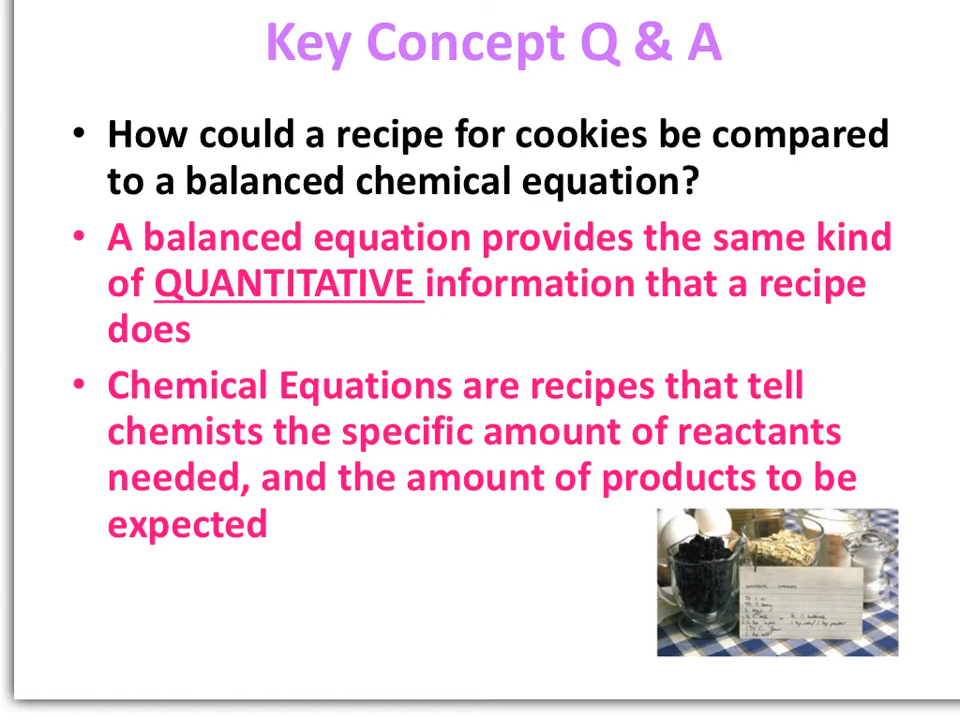 Key Concept Q & A
• How could a recipe for cookies be compared
to a balanced chemical equation?
• A balanced equation provides the same kind
of QUANTITATIVE information that a recipe
does
• Chemical Equations are recipes that tell
chemists the specific amount of reactants
needed, and the amount of products to be
expected